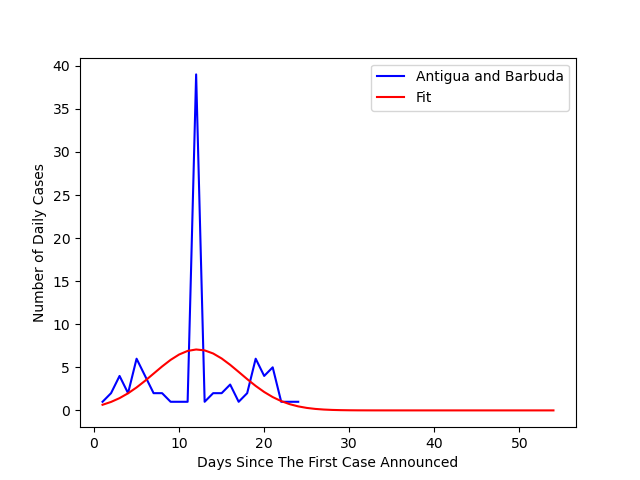 Antigua and Barbuda
Fit
Number of Daily Cases
40
35
30
25
20
15
10
5
0
0 10 20 30 40 50
Days Since The First Case Announced